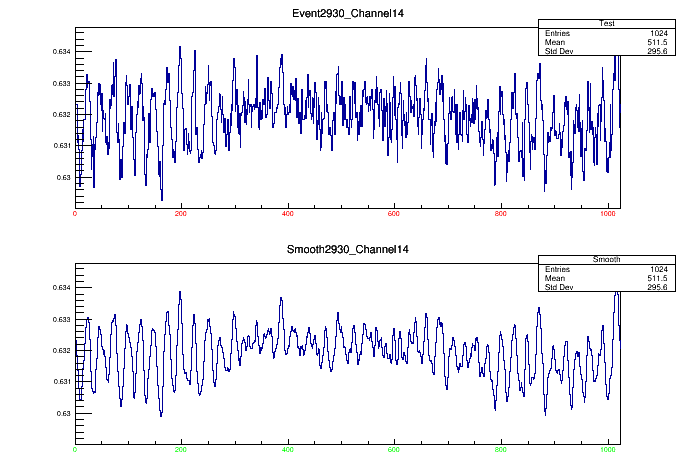 Event2930_Channel14
Test
Entries 1024
Mean 511.5
Std Dev 295.6
0.634
0.633
0.632
0.631
0.63
0 200 400 600 800 1000
Smooth2930_Channel14
Smooth
Entries 1024
Mean 511.5
Std Dev 295.6
0.634
0.633
0.632
0.631
0.63
0 200 400 600 800 1000